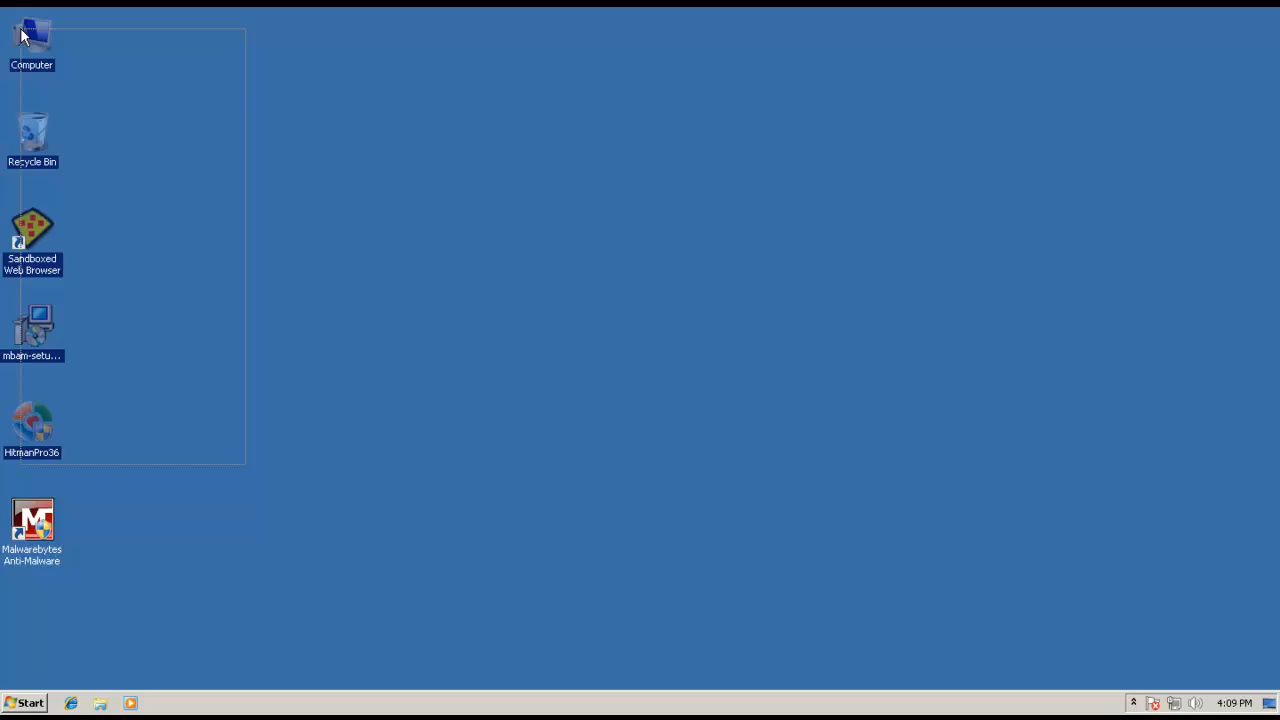 Computer
Recycle Bin
Sandboxed
Web Browser
mbam-setu...
HitmanPro36
Malwarebytes
Anti-Malware
Start
4:09 PM